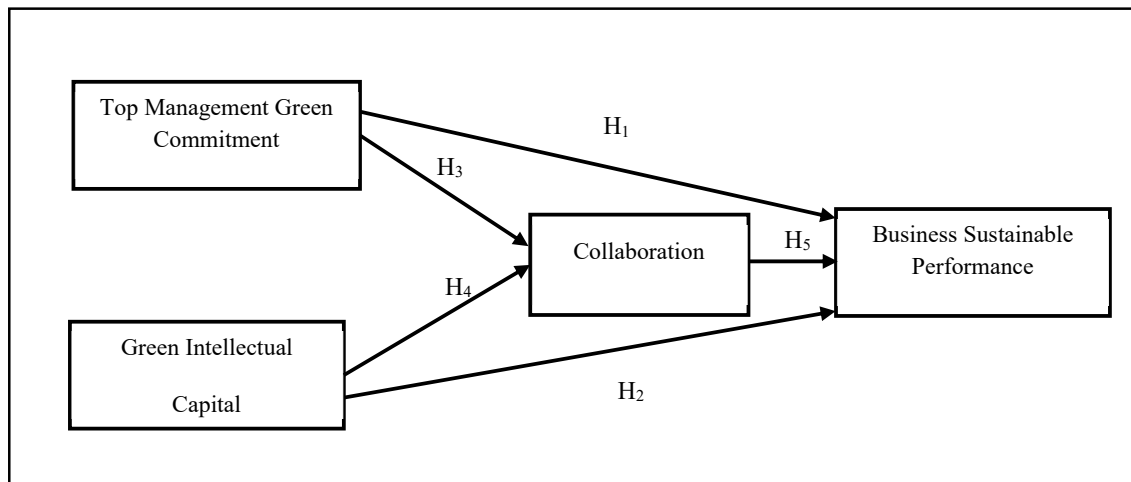 Top Management Green
Commitment
H₁
H₃
Collaboration
H₅
Business Sustainable
Performance
H₄
Green Intellectual
Capital
H₂